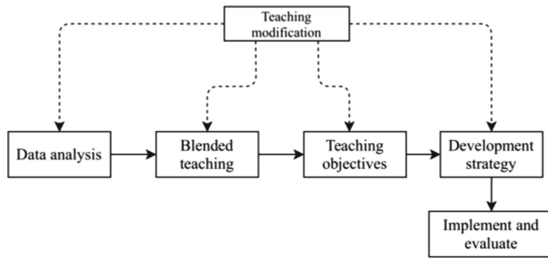 Teaching
modification
Data analysis
Blended
teaching
Teaching
objectives
Development
strategy
Implement and
evaluate